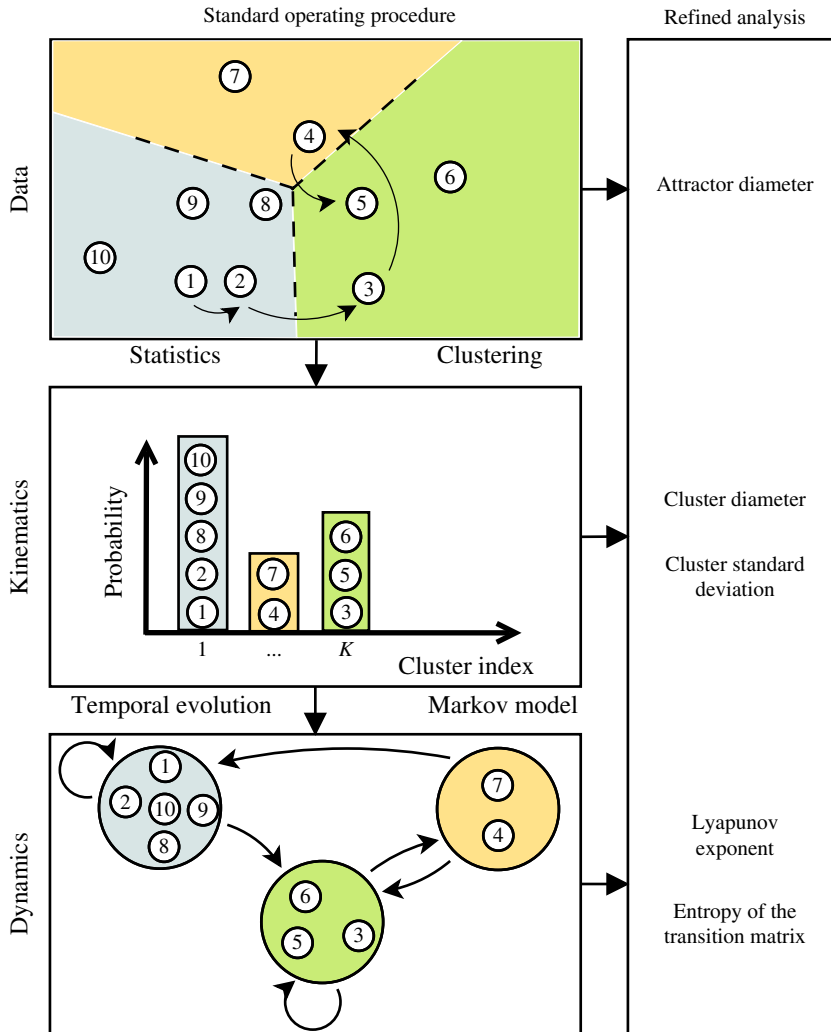 Standard operating procedure
Refined analysis
Data
7
4
6
9
8
5
10
1
2
3
Attractor diameter
Statistics
Clustering
Kinematics
Probability
10
9
8
2
1
7
4
6
5
3
1
...
K
Cluster index
Cluster diameter
Cluster standard
deviation
Temporal evolution
Markov model
Dynamics
1
2
10
9
8
7
4
6
5
3
Lyapunov
exponent
Entropy of the
transition matrix